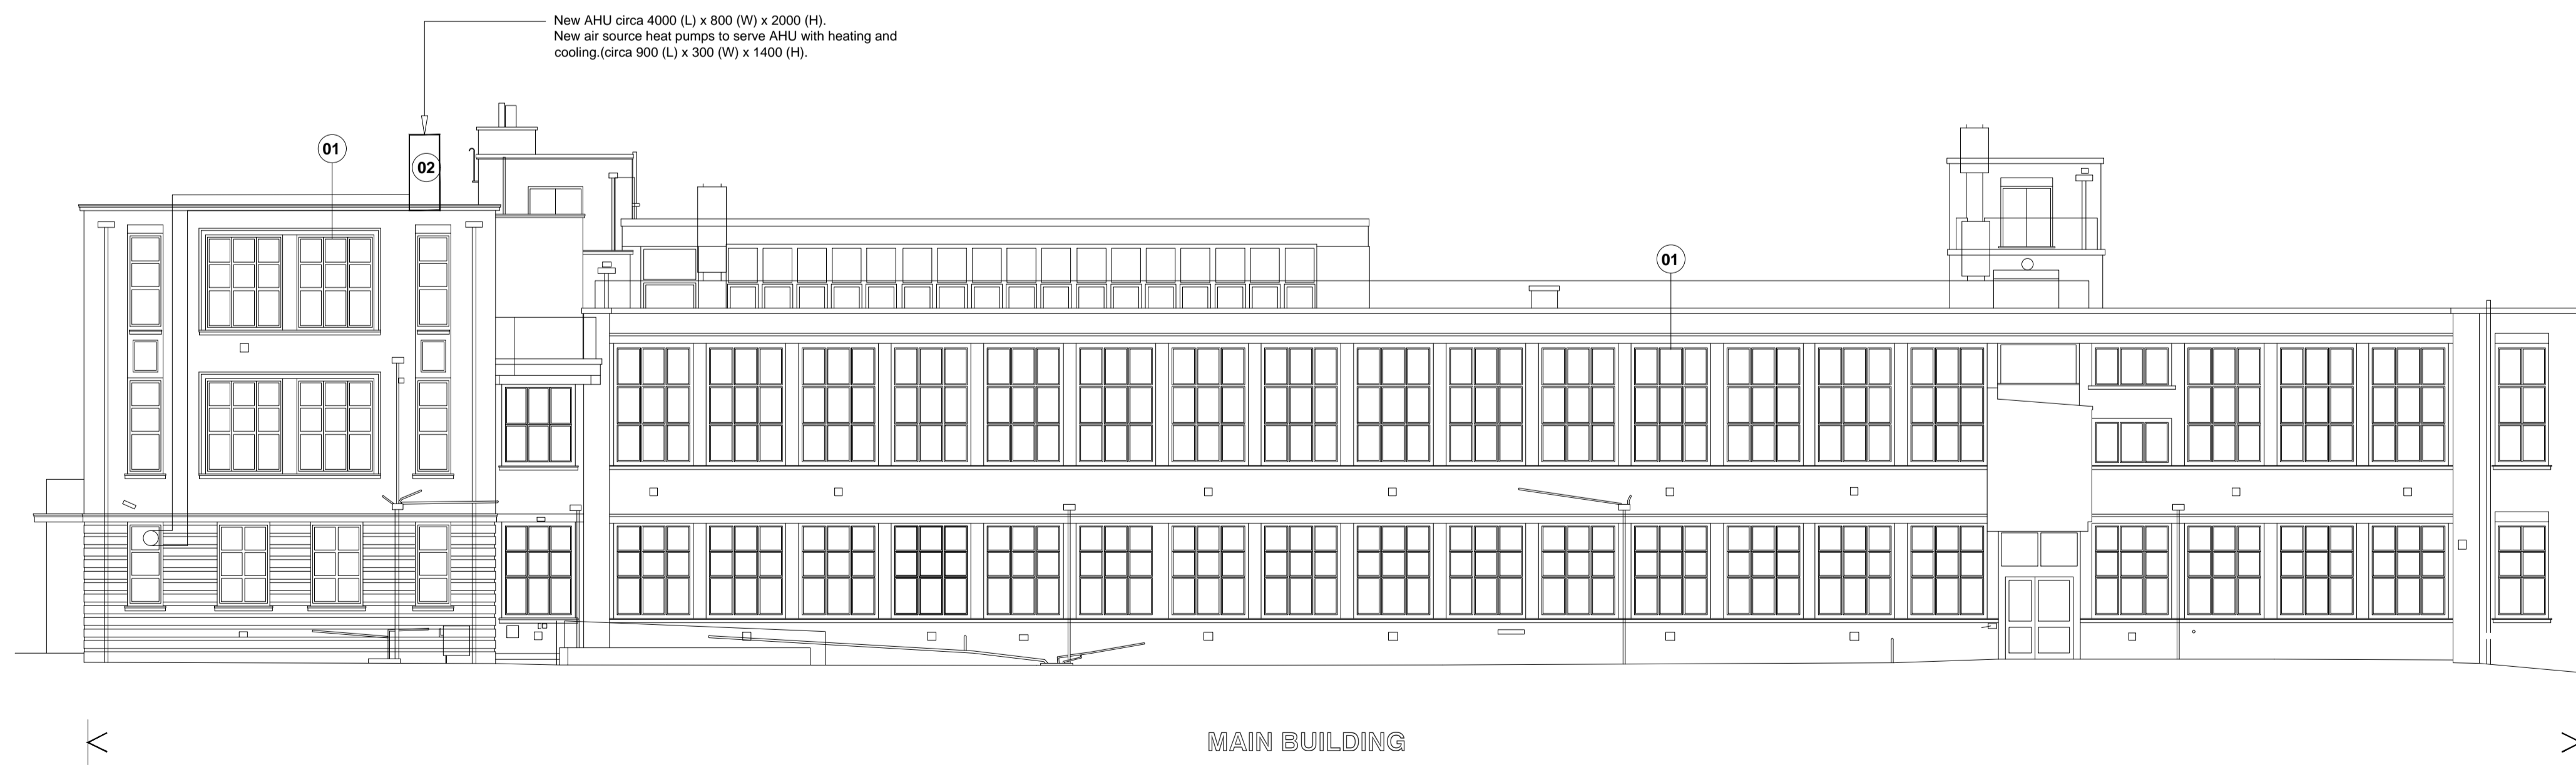 New AHU circa 4000 (L) x 800 (W) x 2000 (H).
New air source heat pumps to serve AHU with heating and
cooling.(circa 900 (L) x 300 (W) x 1400 (H).
01
02
01
MAIN BUILDING